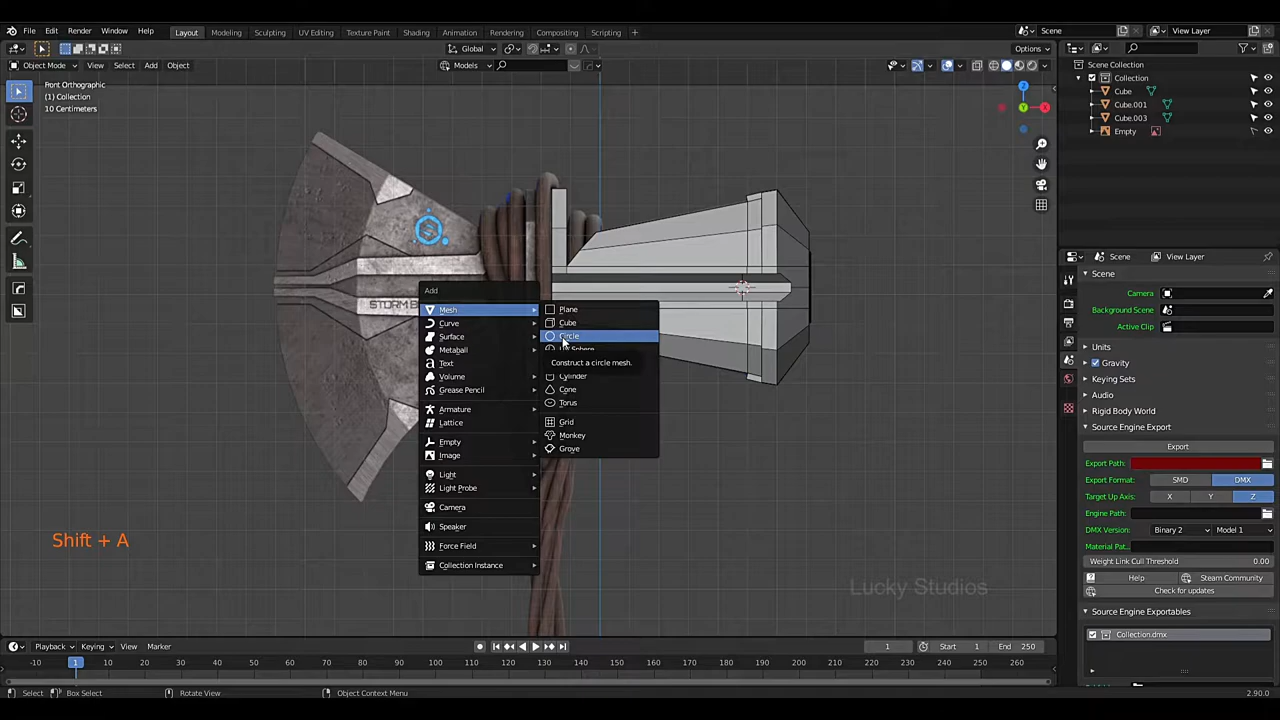 File Edit Render Window Help Layout Modeling Sculpting UV Editing Texture Paint Shading Animation Rendering Compositing Scripting + Scene View Layer
Global Options
Object Mode View Select Add Object Models
Front Orthographic
(1) Collection
10 Centimeters
Z
Y
X
Scene Collection
Collection
Cube
Cube.001
Cube.003
Empty
STORM B
Add
Mesh
Curve
Surface
Metaball
Text
Volume
Grease Pencil
Armature
Lattice
Empty
Image
Light
Light Probe
Camera
Speaker
Force Field
Collection Instance
Plane
Cube
Circle
Construct a circle mesh.
Cylinder
Cone
Torus
Grid
Monkey
Grove
Shift + A
Lucky Studios
Scene View Layer
Scene
Camera
Background Scene
Active Clip
Units
Gravity
Keying Sets
Audio
Rigid Body World
Source Engine Export
Export
Export Path:
Export Format: SMD DMX
Target Up Axis: X Y Z
Engine Path:
DMX Version: Binary 2 Model 1
Material Pat..
Weight Link Cull Threshold 0.00
Help Steam Community
Check for updates
Source Engine Exportables
Collection.dmx
Playback Keying View Marker 1 Start 1 End 250
-10 1 10 20 30 40 50 60 70 80 90 100 110 120 130 140 150 160 170 180 190 200 210 220 230 240 250 260
Select Box Select Rotate View Object Context Menu 2.90.0